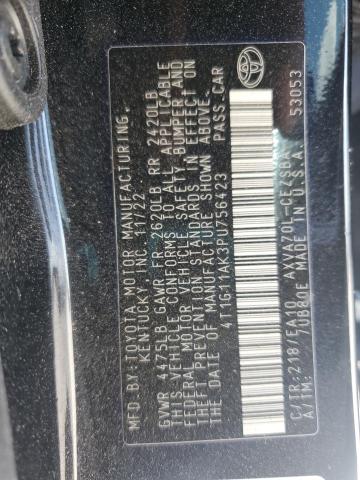 MFD BY:TOYOTA MOTOR MANUFACTURING
KENTUCKY, INC. 11/22
GVWR 4475LB GAWR FR 2620LB RR 2420LB
THIS VEHICLE CONFORMS TO ALL APPLICABLE
FEDERAL MOTOR VEHICLE SAFETY, BUMPER, AND
THEFT PREVENTION STANDARDS IN EFFECT ON
THE DATE OF MANUFACTURE SHOWN ABOVE.
4T1G11AK3PU756423 PASS.CAR
C/TR:218/EA10 AXVA70L-CEZSBA
A/TM: /UB80E MADE IN U.S.A. 53053